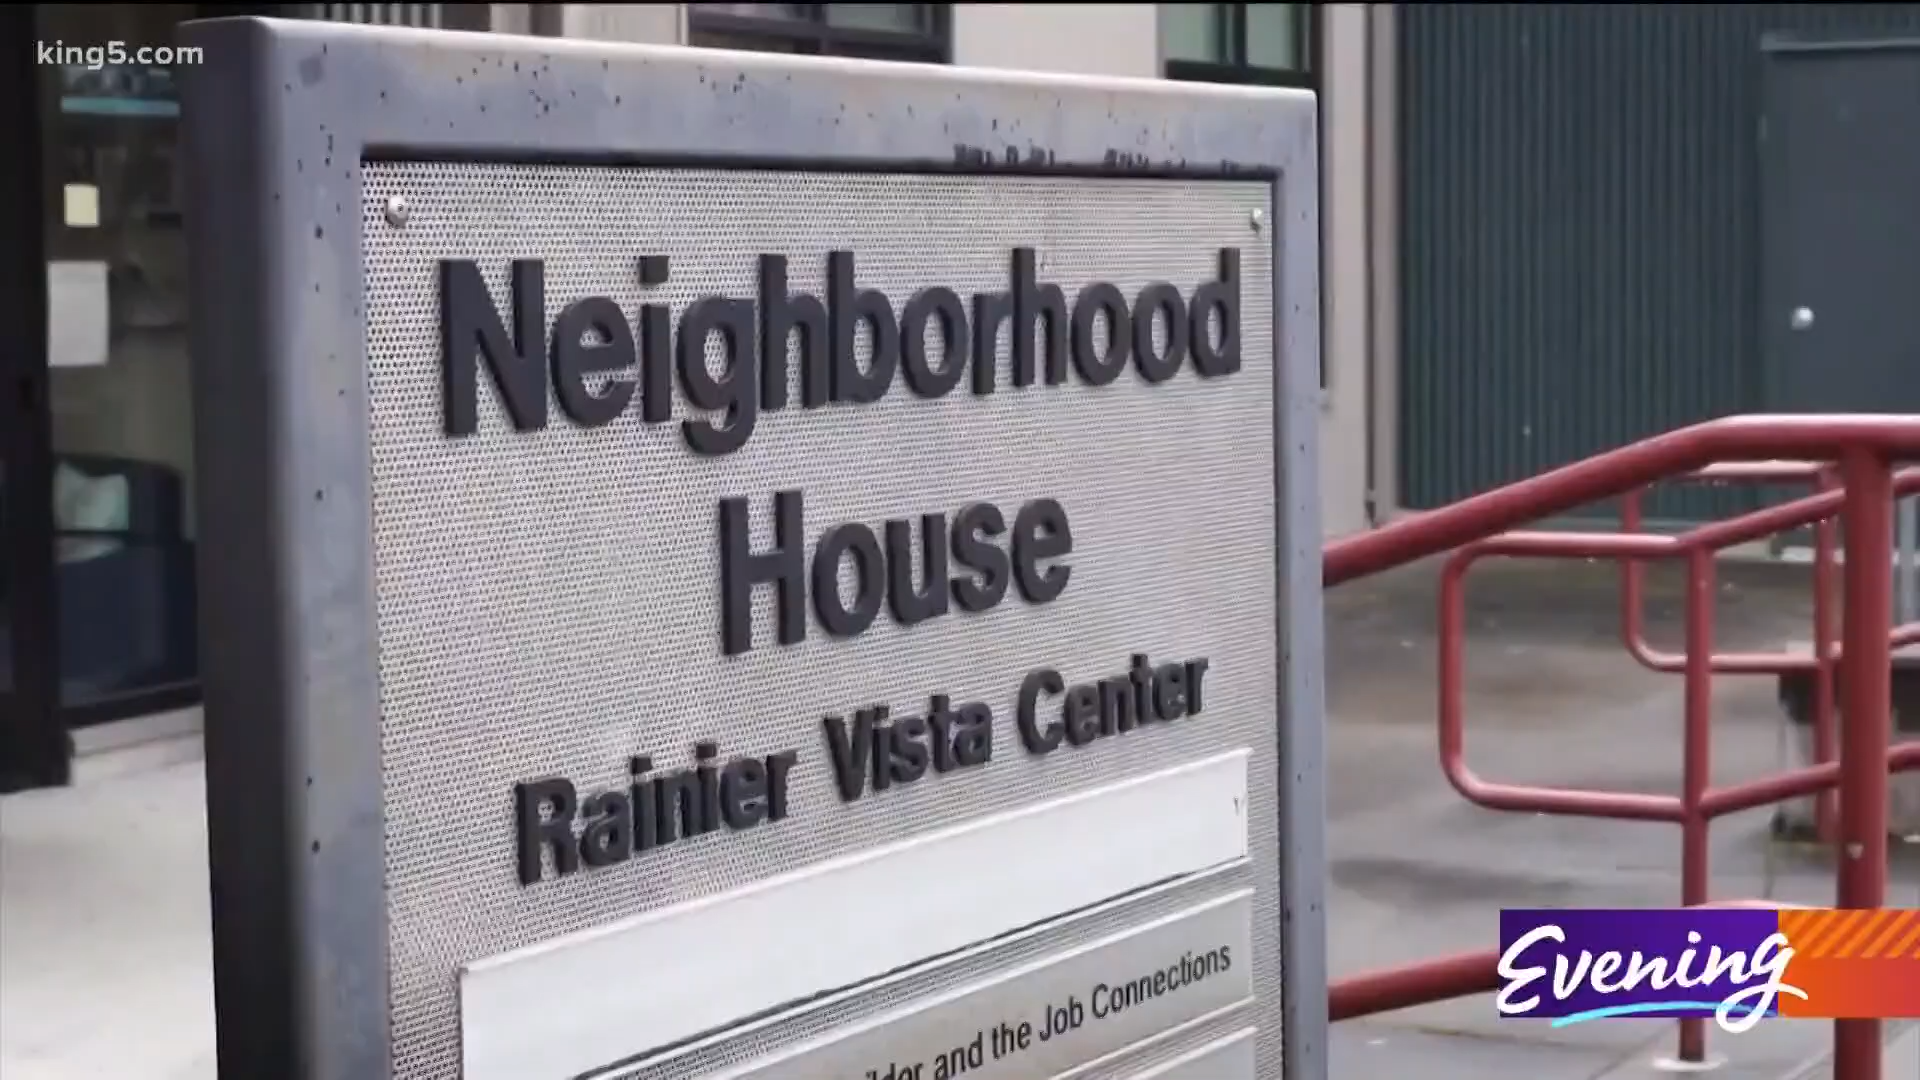 king5.com
Neighborhood
House
Rainier Vista Center
and the Job Connections
Evening